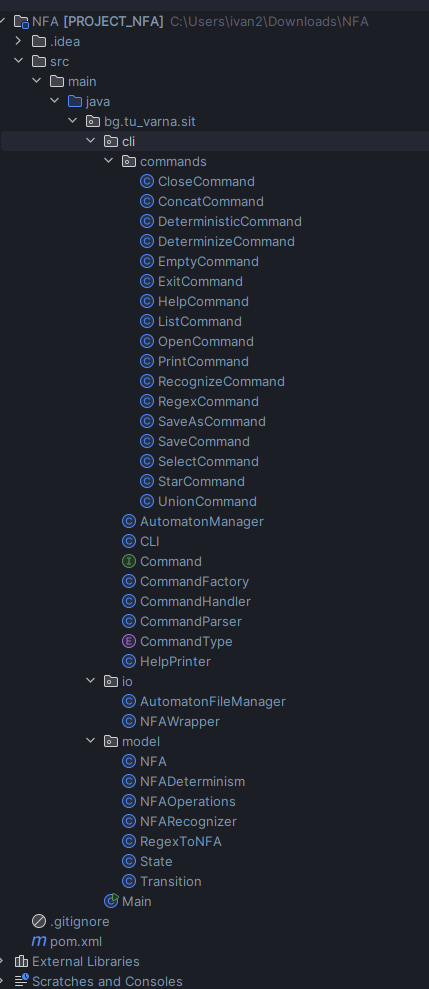 NFA [PROJECT_NFA] C:\Users\ivan2\Downloads\NFA
.idea
src
main
java
bg.tu_varna.sit
cli
commands
C CloseCommand
C ConcatCommand
C DeterministicCommand
C DeterminizeCommand
C EmptyCommand
C ExitCommand
C HelpCommand
C ListCommand
C OpenCommand
C PrintCommand
C RecognizeCommand
C RegexCommand
C SaveAsCommand
C SaveCommand
C SelectCommand
C StarCommand
C UnionCommand
C AutomatonManager
C CLI
I Command
C CommandFactory
C CommandHandler
C CommandParser
E CommandType
C HelpPrinter
io
C AutomatonFileManager
C NFAWrapper
model
C NFA
C NFADeterminism
C NFAOperations
C NFARecognizer
C RegexToNFA
C State
C Transition
C Main
.gitignore
m pom.xml
External Libraries
Scratches and Consoles